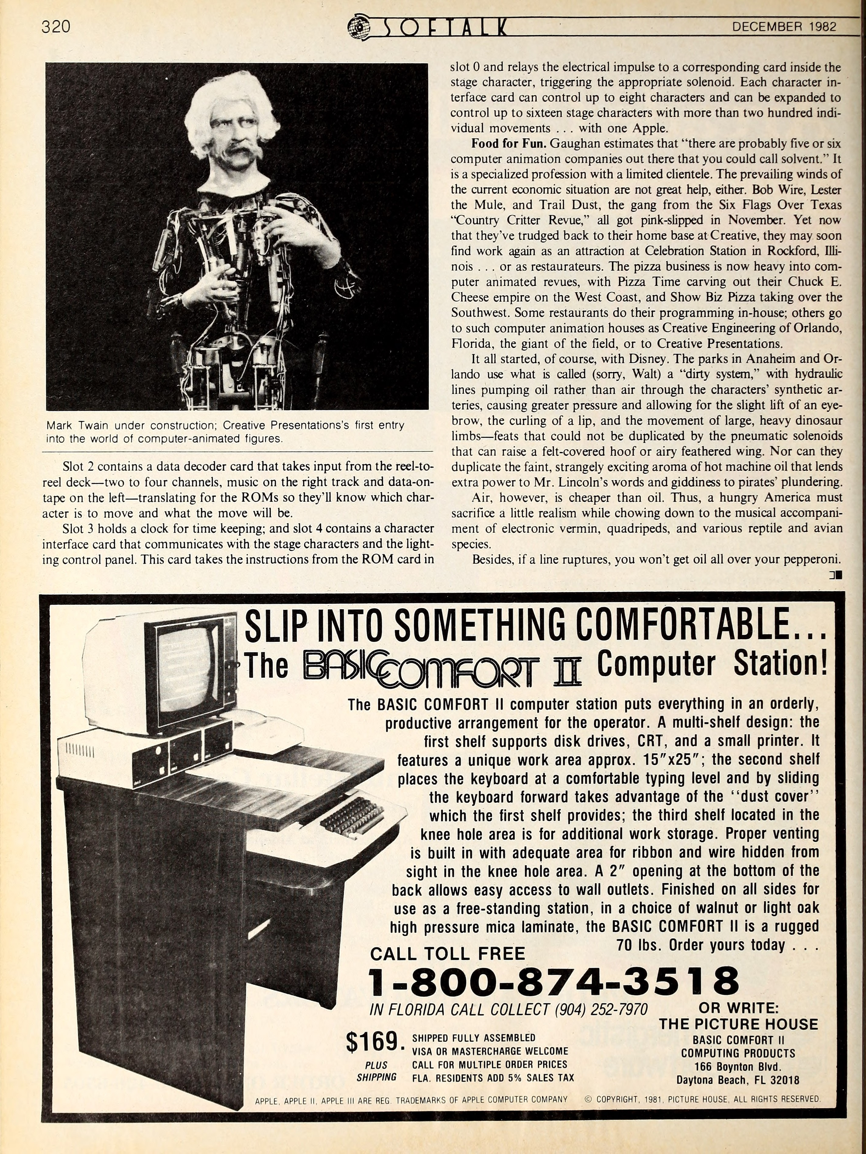 320
SOFTALK
DECEMBER 1982
Mark Twain under construction; Creative Presentations's first entry
into the world of computer-animated figures.
Slot 2 contains a data decoder card that takes input from the reel-to-
reel deck—two to four channels, music on the right track and data-on-
tape on the left—translating for the ROMs so they'll know which char-
acter is to move and what the move will be.
Slot 3 holds a clock for time keeping; and slot 4 contains a character
interface card that communicates with the stage characters and the light-
ing control panel. This card takes the instructions from the ROM card in
slot 0 and relays the electrical impulse to a corresponding card inside the
stage character, triggering the appropriate solenoid. Each character in-
terface card can control up to eight characters and can be expanded to
control up to sixteen stage characters with more than two hundred indi-
vidual movements . . . with one Apple.
Food for Fun. Gaughan estimates that "there are probably five or six
computer animation companies out there that you could call solvent." It
is a specialized profession with a limited clientele. The prevailing winds of
the current economic situation are not great help, either. Bob Wire, Lester
the Mule, and Trail Dust, the gang from the Six Flags Over Texas
"Country Critter Revue," all got pink-slipped in November. Yet now
that they've trudged back to their home base at Creative, they may soon
find work again as an attraction at Celebration Station in Rockford, Illi-
nois . . . or as restaurateurs. The pizza business is now heavy into com-
puter animated revues, with Pizza Time carving out their Chuck E.
Cheese empire on the West Coast, and Show Biz Pizza taking over the
Southwest. Some restaurants do their programming in-house; others go
to such computer animation houses as Creative Engineering of Orlando,
Florida, the giant of the field, or to Creative Presentations.
It all started, of course, with Disney. The parks in Anaheim and Or-
lando use what is called (sorry, Walt) a "dirty system," with hydraulic
lines pumping oil rather than air through the characters' synthetic ar-
teries, causing greater pressure and allowing for the slight lift of an eye-
brow, the curling of a lip, and the movement of large, heavy dinosaur
limbs—feats that could not be duplicated by the pneumatic solenoids
that can raise a felt-covered hoof or airy feathered wing. Nor can they
duplicate the faint, strangely exciting aroma of hot machine oil that lends
extra power to Mr. Lincoln's words and giddiness to pirates' plundering.
Air, however, is cheaper than oil. Thus, a hungry America must
sacrifice a little realism while chowing down to the musical accompani-
ment of electronic vermin, quadripeds, and various reptile and avian
species.
Besides, if a line ruptures, you won't get oil all over your pepperoni.
SLIP INTO SOMETHING COMFORTABLE...
The BASIC COMFORT II Computer Station!
The BASIC COMFORT II computer station puts everything in an orderly,
productive arrangement for the operator. A multi-shelf design: the
first shelf supports disk drives, CRT, and a small printer. It
features a unique work area approx. 15"x25"; the second shelf
places the keyboard at a comfortable typing level and by sliding
the keyboard forward takes advantage of the ''dust cover''
which the first shelf provides; the third shelf located in the
knee hole area is for additional work storage. Proper venting
is built in with adequate area for ribbon and wire hidden from
sight in the knee hole area. A 2" opening at the bottom of the
back allows easy access to wall outlets. Finished on all sides for
use as a free-standing station, in a choice of walnut or light oak
high pressure mica laminate, the BASIC COMFORT II is a rugged
70 lbs. Order yours today . . .
CALL TOLL FREE
1-800-874-3518
IN FLORIDA CALL COLLECT (904) 252-7970
$169.
PLUS
SHIPPING
SHIPPED FULLY ASSEMBLED
VISA OR MASTERCHARGE WELCOME
CALL FOR MULTIPLE ORDER PRICES
FLA. RESIDENTS ADD 5% SALES TAX
OR WRITE:
THE PICTURE HOUSE
BASIC COMFORT II
COMPUTING PRODUCTS
166 Boynton Blvd.
Daytona Beach, FL 32018
APPLE, APPLE II, APPLE III ARE REG. TRADEMARKS OF APPLE COMPUTER COMPANY © COPYRIGHT, 1981, PICTURE HOUSE, ALL RIGHTS RESERVED.